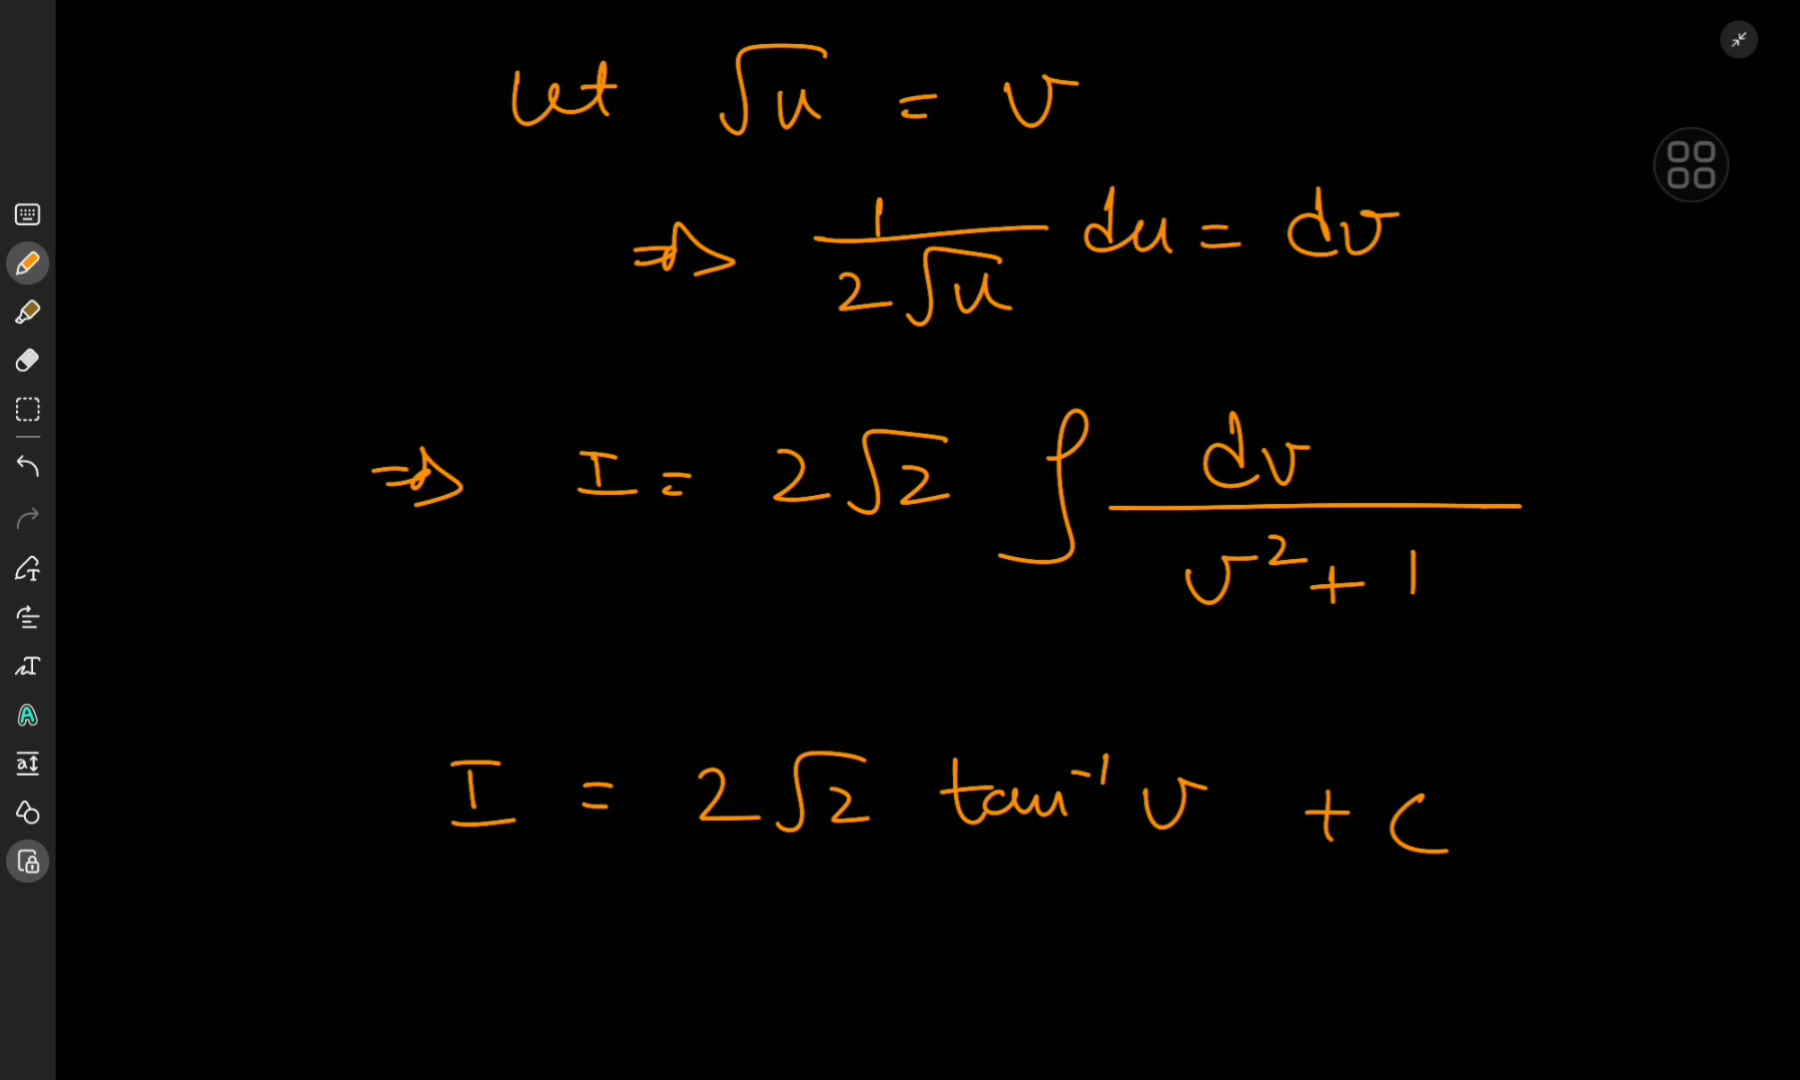 let √u = v
⇒ 1/(2√u) du = dv
⇒ I = 2√2 ∫ dv/(v²+1)
I = 2√2 tan⁻¹ v + C